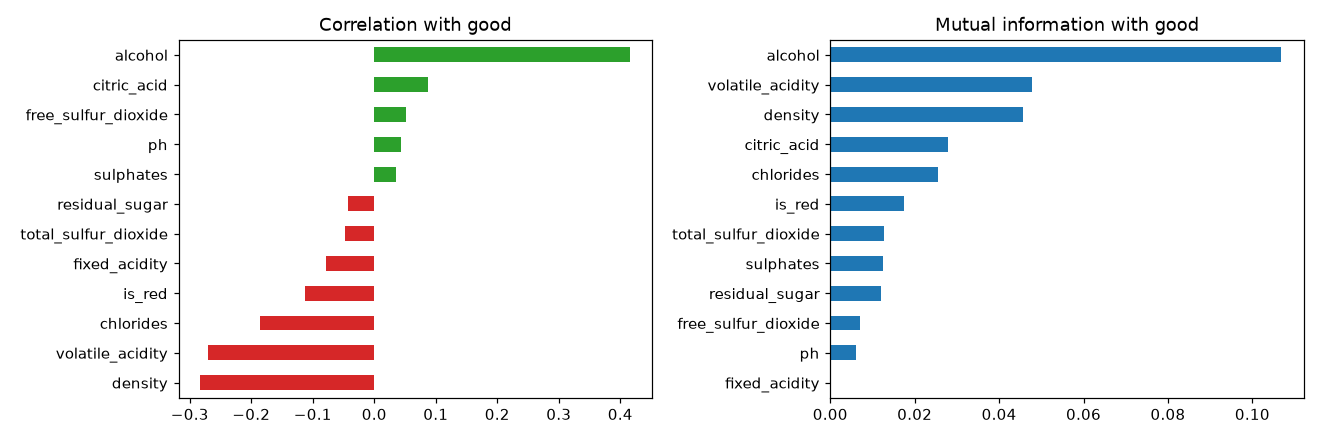 Correlation with good
alcohol
citric_acid
free_sulfur_dioxide
ph
sulphates
residual_sugar
total_sulfur_dioxide
fixed_acidity
is_red
chlorides
volatile_acidity
density
−0.3 −0.2 −0.1 0.0 0.1 0.2 0.3 0.4
Mutual information with good
alcohol
volatile_acidity
density
citric_acid
chlorides
is_red
total_sulfur_dioxide
sulphates
residual_sugar
free_sulfur_dioxide
ph
fixed_acidity
0.00 0.02 0.04 0.06 0.08 0.10